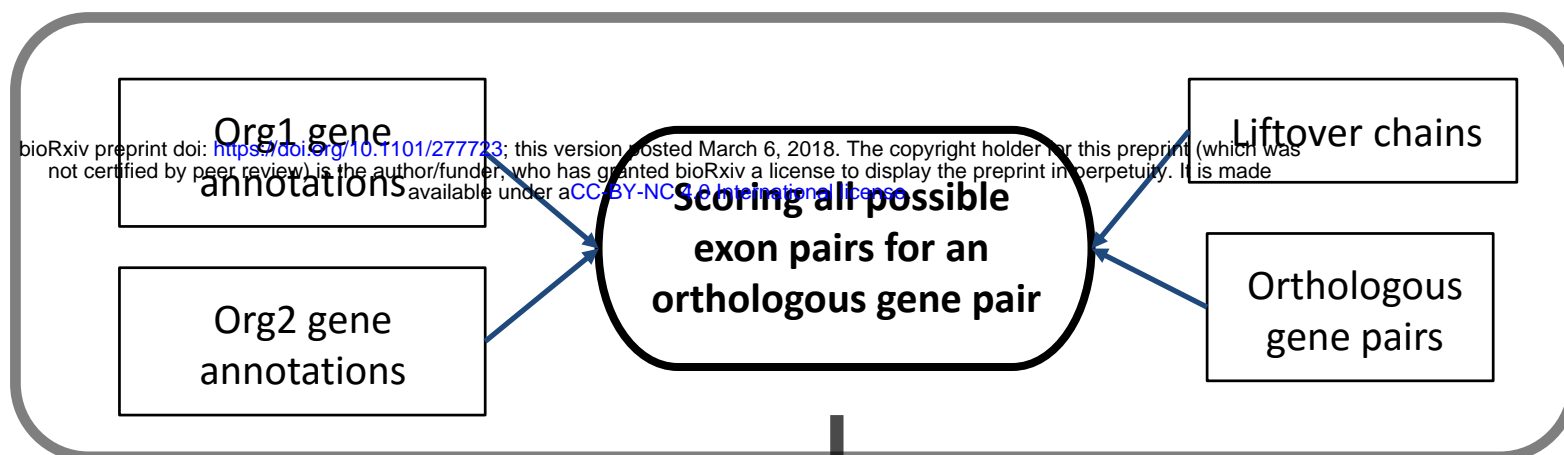 Org1 gene
annotations
Org2 gene
annotations
bioRxiv preprint doi: https://doi.org/10.1101/277723; this version posted March 6, 2018. The copyright holder for this preprint (which was
not certified by peer review) is the author/funder, who has granted bioRxiv a license to display the preprint in perpetuity. It is made
available under aCC-BY-NC 4.0 International license.
Scoring all possible
exon pairs for an
orthologous gene pair
Liftover chains
Orthologous
gene pairs